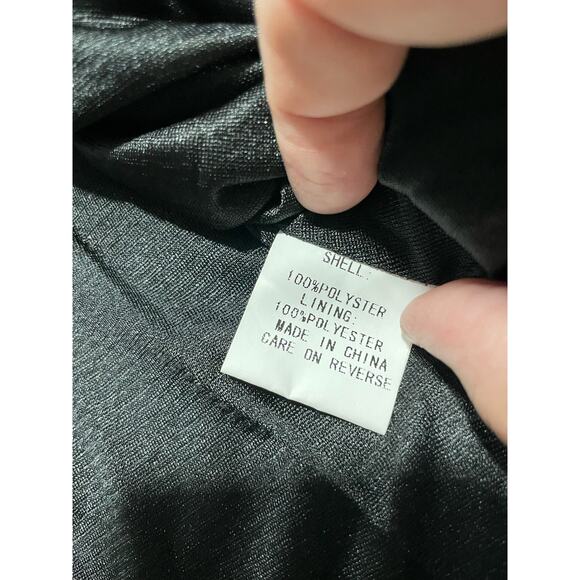 SHELL:
100%POLYSTER
LINING:
100%POLYESTER
MADE IN CHINA
CARE ON REVERSE